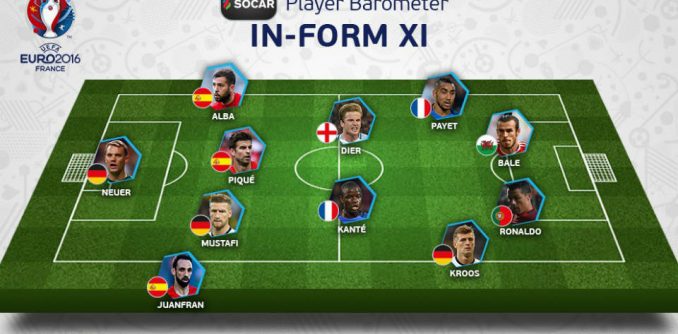 SOCAR Player Barometer
IN-FORM XI
UEFA
EURO2016
FRANCE
ALBA
PAYET
DIER
BALE
PIQUÉ
NEUER
MUSTAFI
KANTÉ
RONALDO
KROOS
JUANFRAN